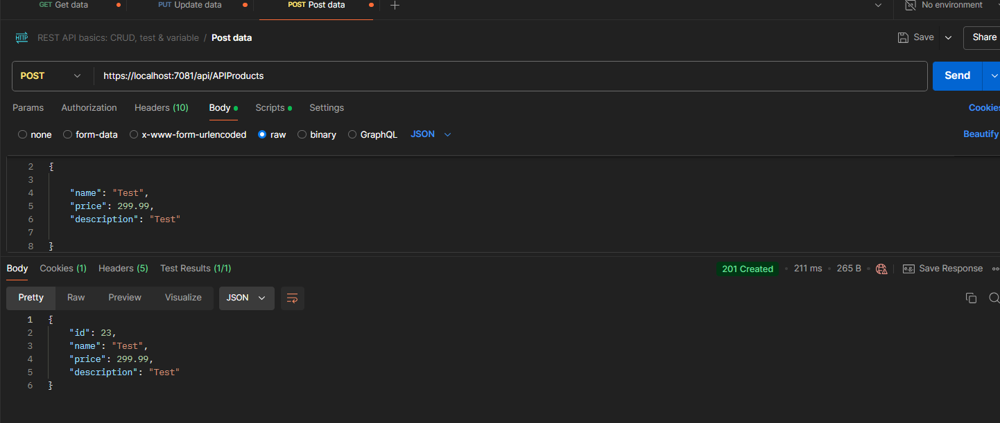 GET Get data PUT Update data POST Post data No environment
HTTP REST API basics: CRUD, test & variable / Post data Save Share
POST https://localhost:7081/api/APIProducts Send
Params Authorization Headers (10) Body Scripts Settings Cookies
none form-data x-www-form-urlencoded raw binary GraphQL JSON Beautify
2 {
3
4 "name": "Test",
5 "price": 299.99,
6 "description": "Test"
7
8 }
Body Cookies (1) Headers (5) Test Results (1/1) 201 Created 211 ms 265 B e.g. Save Response
Pretty Raw Preview Visualize JSON
1 {
2 "id": 23,
3 "name": "Test",
4 "price": 299.99,
5 "description": "Test"
6 }